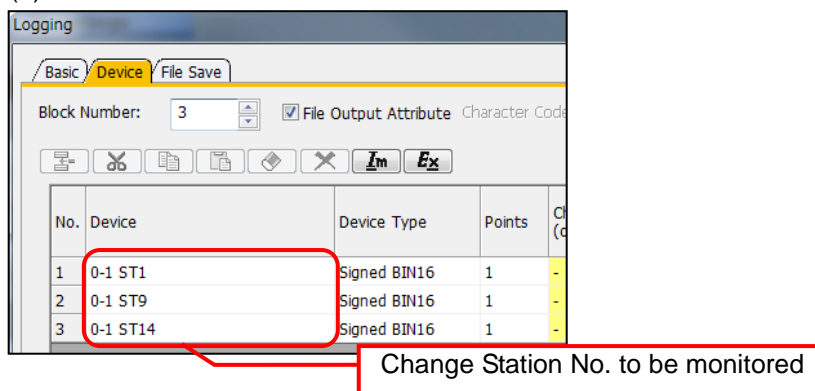 Logging
Basic Device File Save
Block Number: 3 File Output Attribute Character Code
Im Ex
No. Device Device Type Points
1 0-1 ST1 Signed BIN16 1 -
2 0-1 ST9 Signed BIN16 1 -
3 0-1 ST14 Signed BIN16 1 -
Change Station No. to be monitored